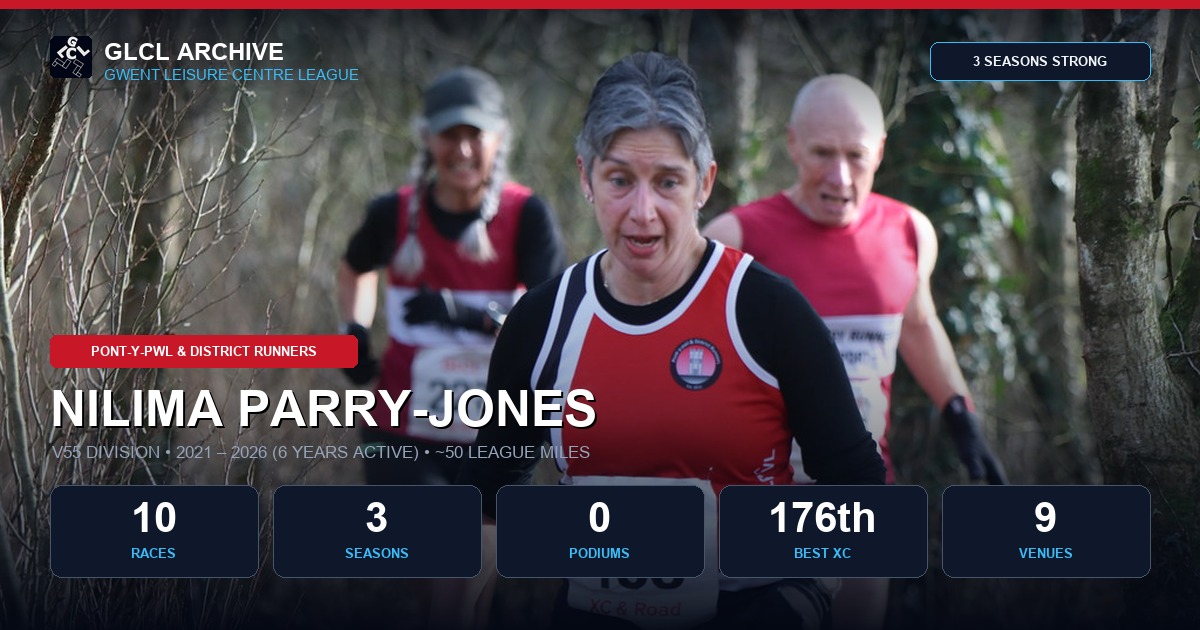 GLCL ARCHIVE
GWENT LEISURE CENTRE LEAGUE
3 SEASONS STRONG
PONT-Y-PWL & DISTRICT RUNNERS
NILIMA PARRY-JONES
V55 DIVISION • 2021 – 2026 (6 YEARS ACTIVE) • ~50 LEAGUE MILES
10
RACES
3
SEASONS
0
PODIUMS
176th
BEST XC
9
VENUES
XC & Road